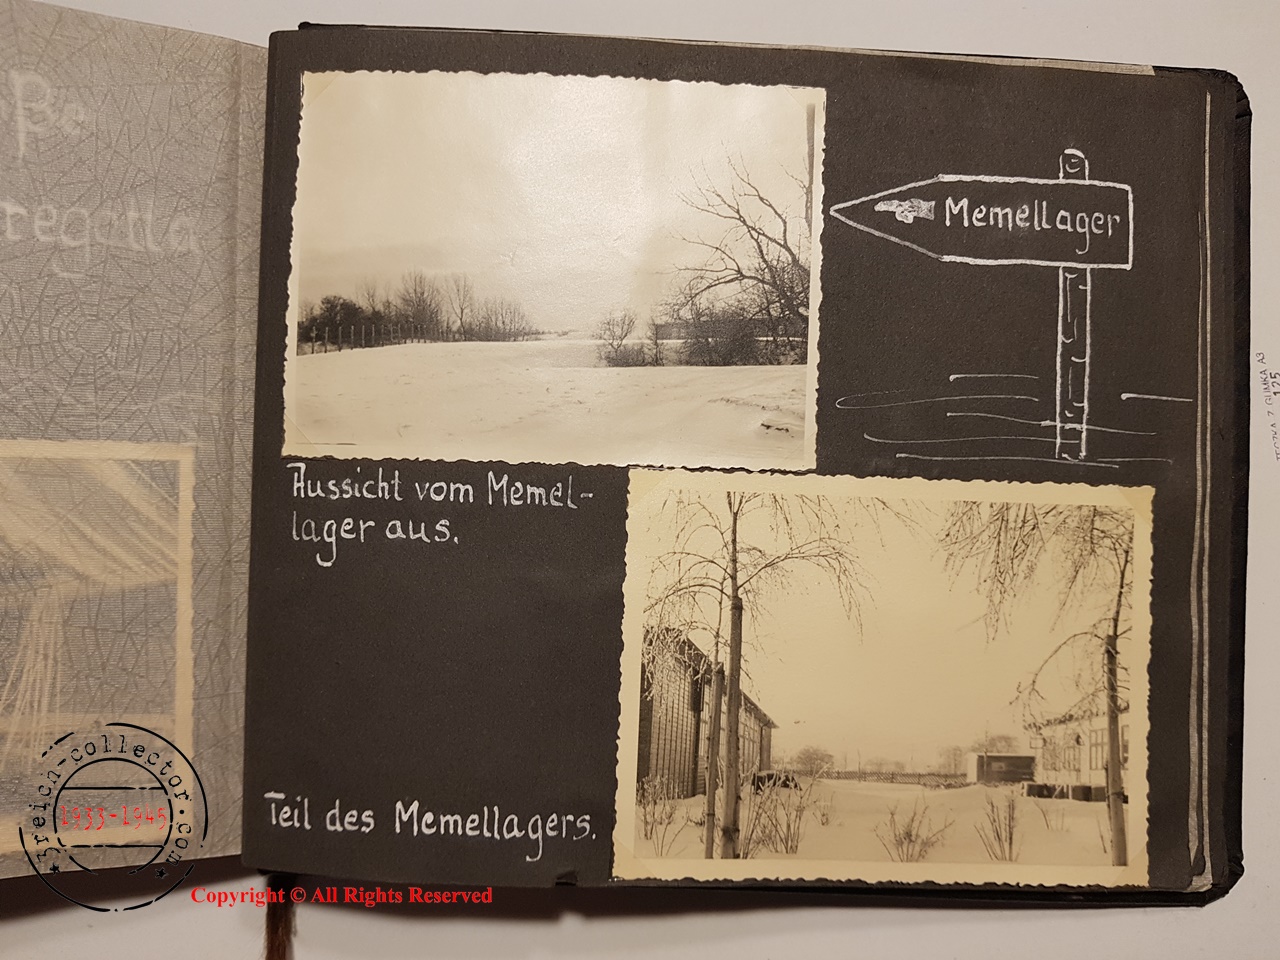 Memellager
Aussicht vom Memel-
lager aus.
Teil des Memellagers.
3reich-collector.com
1933-1945
Copyright © All Rights Reserved